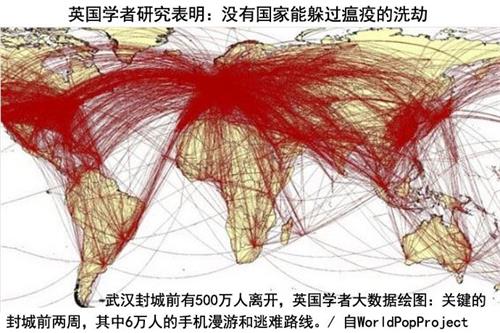 英国学者研究表明：没有国家能躲过瘟疫的洗劫
武汉封城前有500万人离开，英国学者大数据绘图：关键的
封城前两周，其中6万人的手机漫游和逃难路线。/ 自WorldPopProject